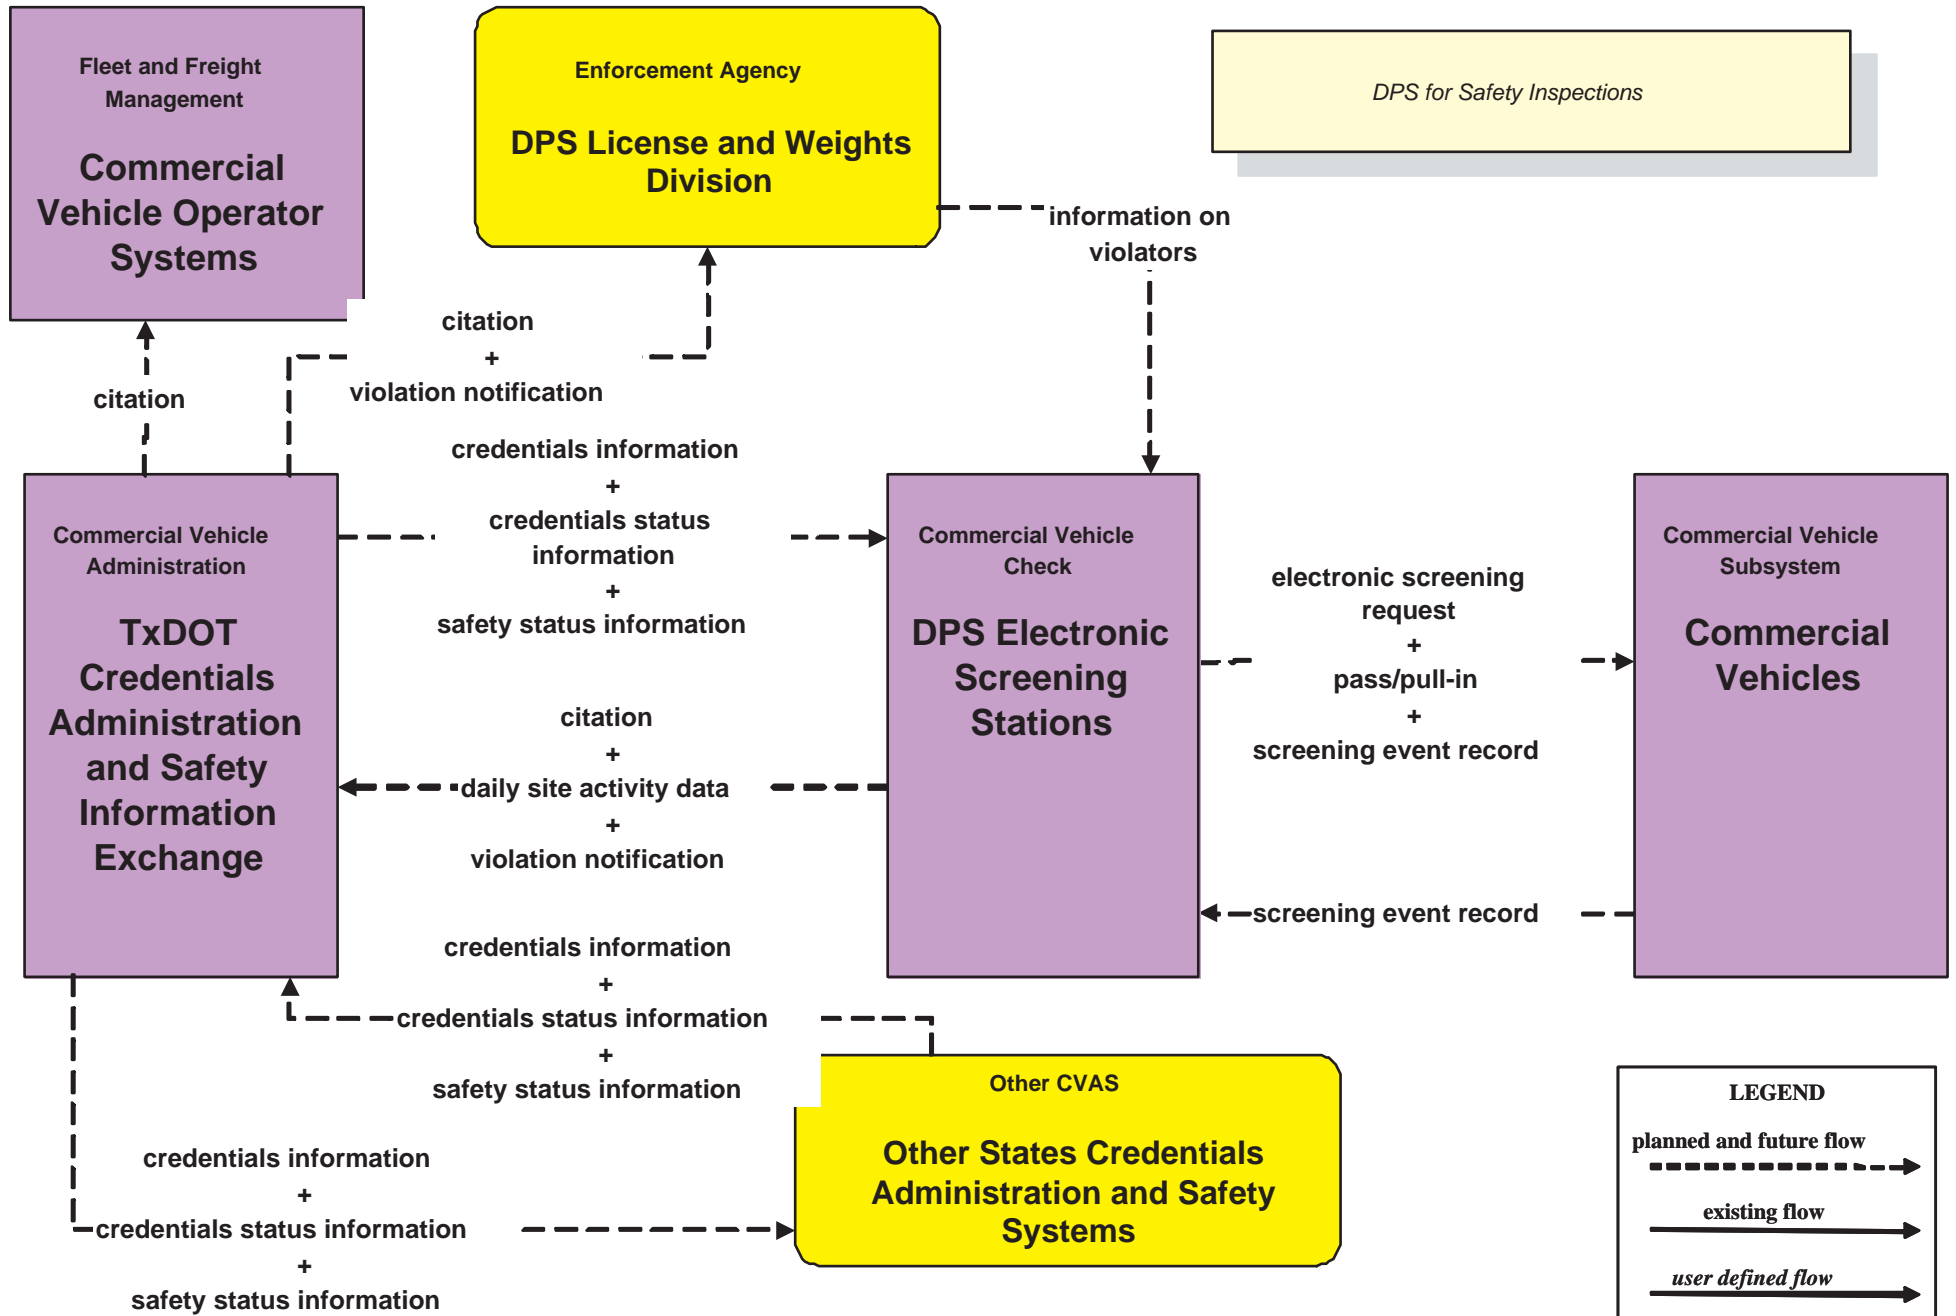 Fleet and Freight
Management
Commercial
Vehicle Operator
Systems
Enforcement Agency
DPS License and Weights
Division
DPS for Safety Inspections
information on
violators
citation
+
violation notification
citation
credentials information
+
credentials status
information
+
safety status information
Commercial Vehicle
Administration
TxDOT
Credentials
Administration
and Safety
Information
Exchange
Commercial Vehicle
Check
DPS Electronic
Screening
Stations
electronic screening
request
+
pass/pull-in
+
screening event record
Commercial Vehicle
Subsystem
Commercial
Vehicles
citation
+
daily site activity data
+
violation notification
screening event record
credentials information
+
credentials status information
+
safety status information
Other CVAS
Other States Credentials
Administration and Safety
Systems
credentials information
+
credentials status information
+
safety status information
LEGEND
planned and future flow
existing flow
user defined flow